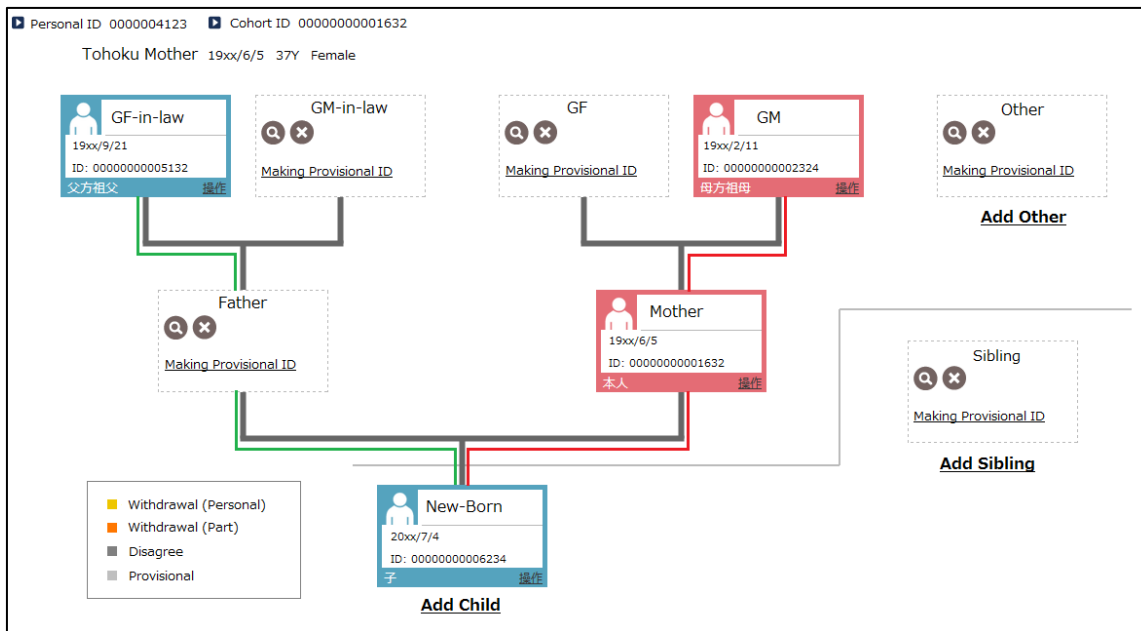 Personal ID 0000004123 Cohort ID 00000000001632
Tohoku Mother 19xx/6/5 37Y Female
GF-in-law
19xx/9/21
ID: 00000000005132
父方祖父 操作
GM-in-law
Making Provisional ID
GF
Making Provisional ID
GM
19xx/2/11
ID: 00000000002324
母方祖母 操作
Other
Making Provisional ID
Add Other
Father
Making Provisional ID
Mother
19xx/6/5
ID: 00000000001632
本人 操作
Sibling
Making Provisional ID
Add Sibling
Withdrawal (Personal)
Withdrawal (Part)
Disagree
Provisional
New-Born
20xx/7/4
ID: 00000000006234
子 操作
Add Child